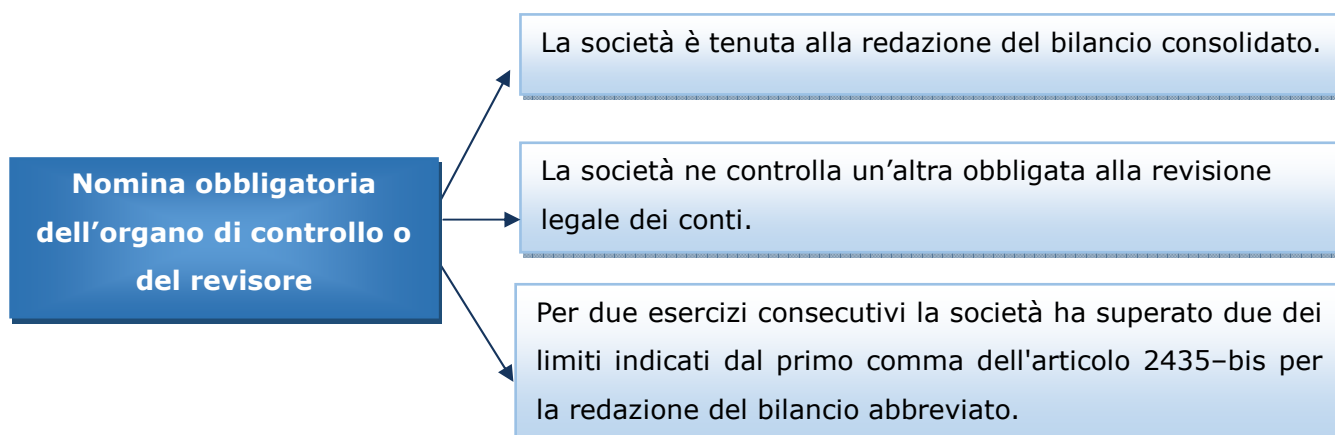 La società è tenuta alla redazione del bilancio consolidato.
Nomina obbligatoria
dell’organo di controllo o
del revisore
La società ne controlla un’altra obbligata alla revisione
legale dei conti.
Per due esercizi consecutivi la società ha superato due dei
limiti indicati dal primo comma dell'articolo 2435–bis per
la redazione del bilancio abbreviato.